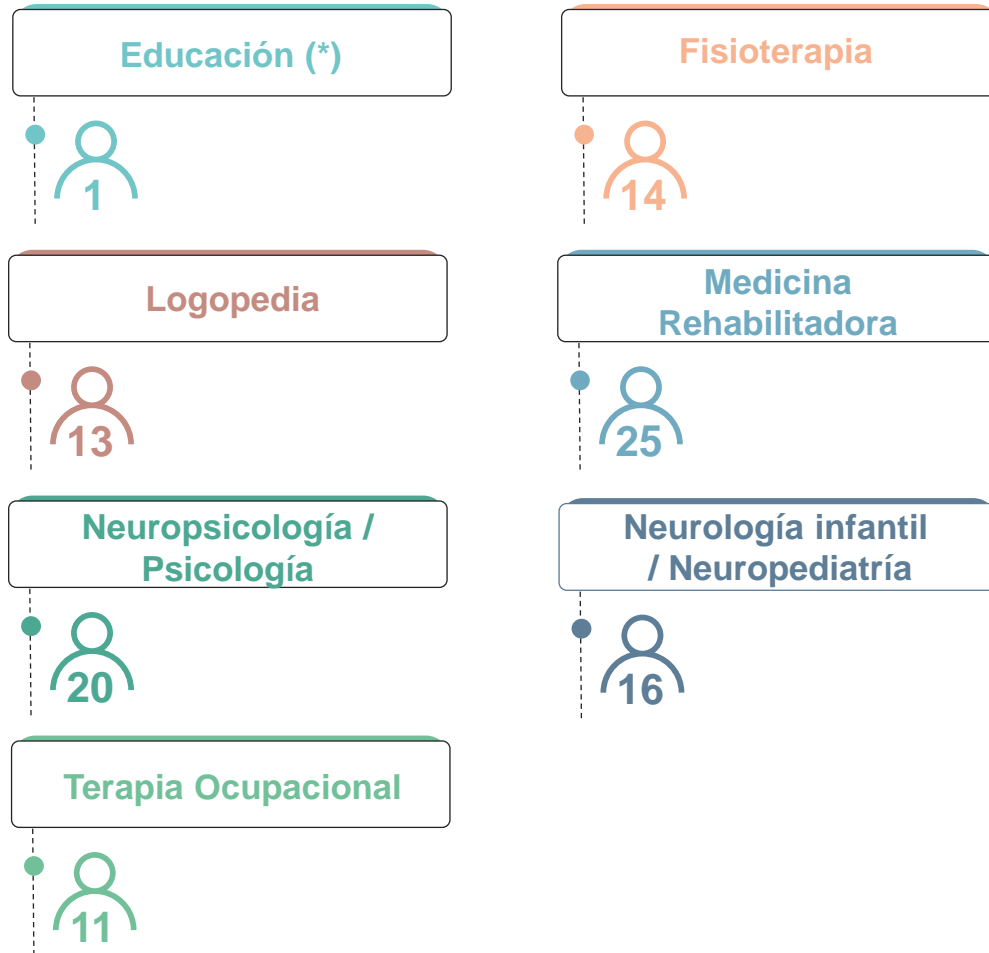 Educación (*)
1
Fisioterapia
14
Logopedia
13
Medicina
Rehabilitadora
25
Neuropsicología /
Psicología
20
Neurología infantil
/ Neuropediatría
16
Terapia Ocupacional
11